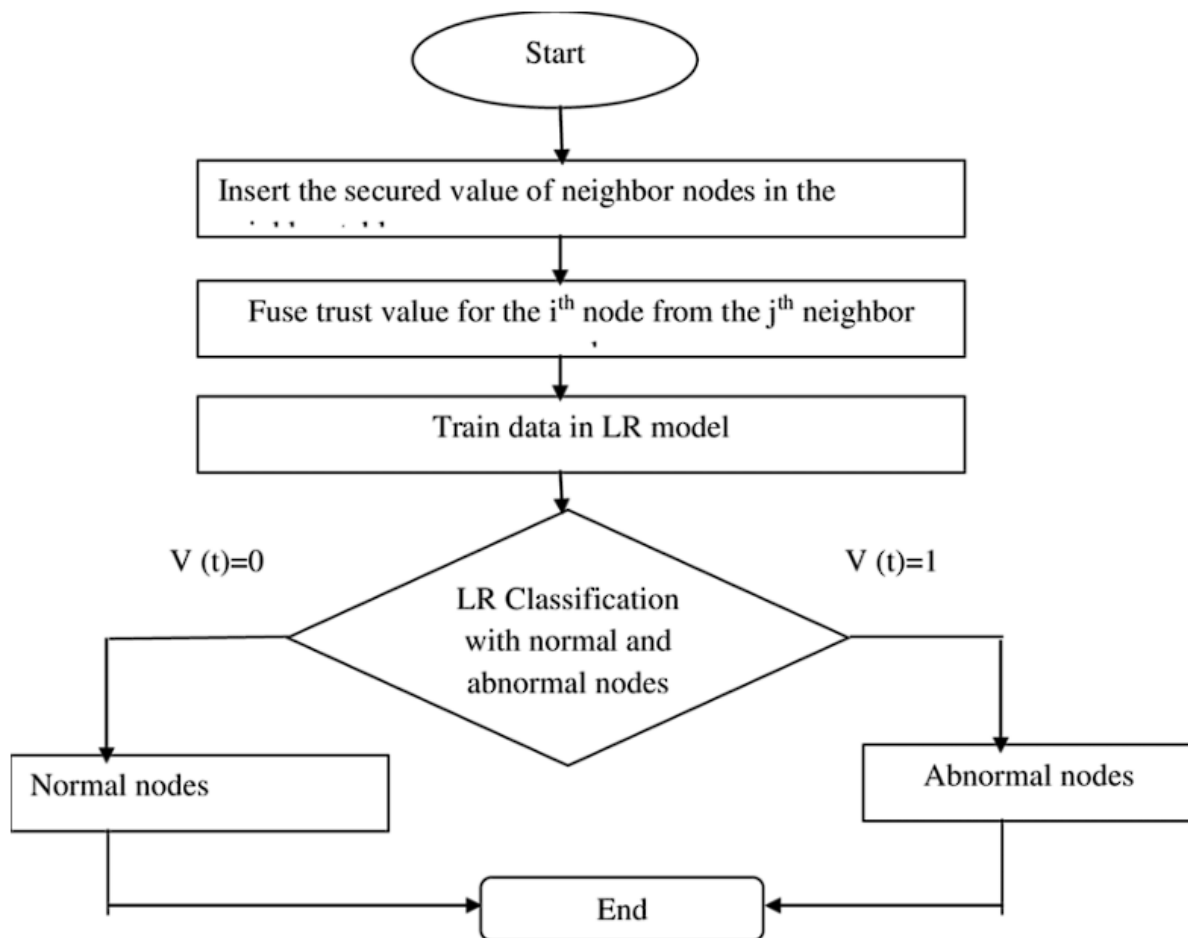 Start
Insert the secured value of neighbor nodes in the
Fuse trust value for the i^th node from the j^th neighbor
Train data in LR model
V (t)=0
V (t)=1
LR Classification
with normal and
abnormal nodes
Normal nodes
Abnormal nodes
End